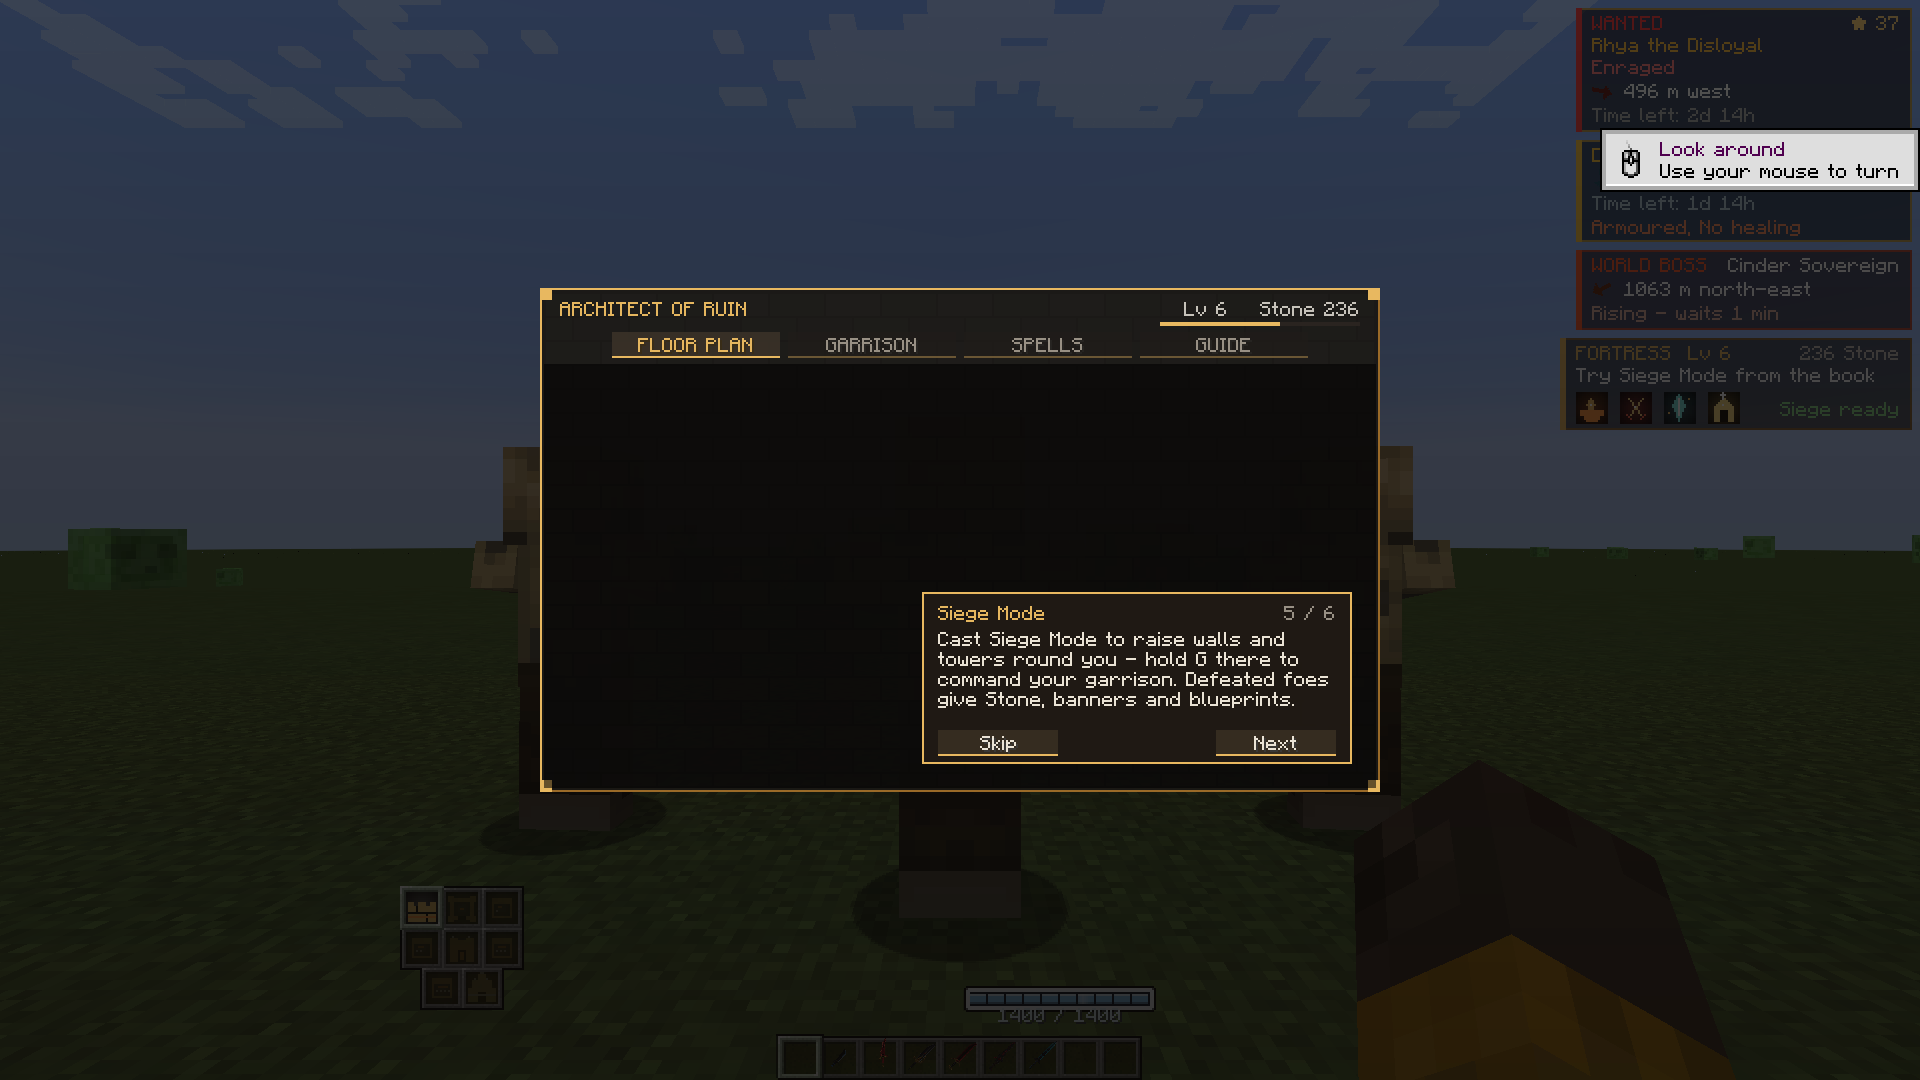 WANTED ★ 37
Rhya the Disloyal
Enraged
496 m west
Time left: 2d 14h
Look around
Use your mouse to turn
Time left: 1d 14h
Armoured, No healing
WORLD BOSS Cinder Sovereign
1063 m north-east
Rising - waits 1 min
FORTRESS Lv 6 236 Stone
Try Siege Mode from the book
Siege ready
ARCHITECT OF RUIN Lv 6 Stone 236
FLOOR PLAN GARRISON SPELLS GUIDE
Siege Mode 5 / 6
Cast Siege Mode to raise walls and
towers round you - hold G there to
command your garrison. Defeated foes
give Stone, banners and blueprints.
Skip Next
1400 / 1400